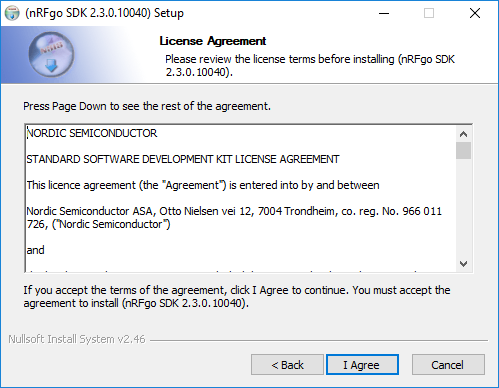 (nRFgo SDK 2.3.0.10040) Setup
License Agreement
Please review the license terms before installing (nRFgo SDK
2.3.0.10040).
Press Page Down to see the rest of the agreement.
NORDIC SEMICONDUCTOR
STANDARD SOFTWARE DEVELOPMENT KIT LICENSE AGREEMENT
This licence agreement (the "Agreement") is entered into by and between
Nordic Semiconductor ASA, Otto Nielsen vei 12, 7004 Trondheim, co. reg. No. 966 011
726, ("Nordic Semiconductor")
and
If you accept the terms of the agreement, click I Agree to continue. You must accept the
agreement to install (nRFgo SDK 2.3.0.10040).
Nullsoft Install System v2.46
< Back
I Agree
Cancel